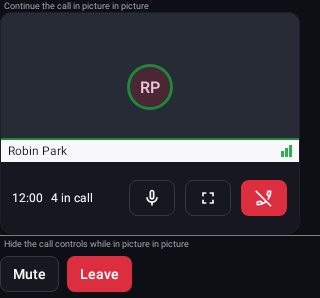 Continue the call in picture in picture
RP
Robin Park
12:00 4 in call
Hide the call controls while in picture in picture
Mute Leave